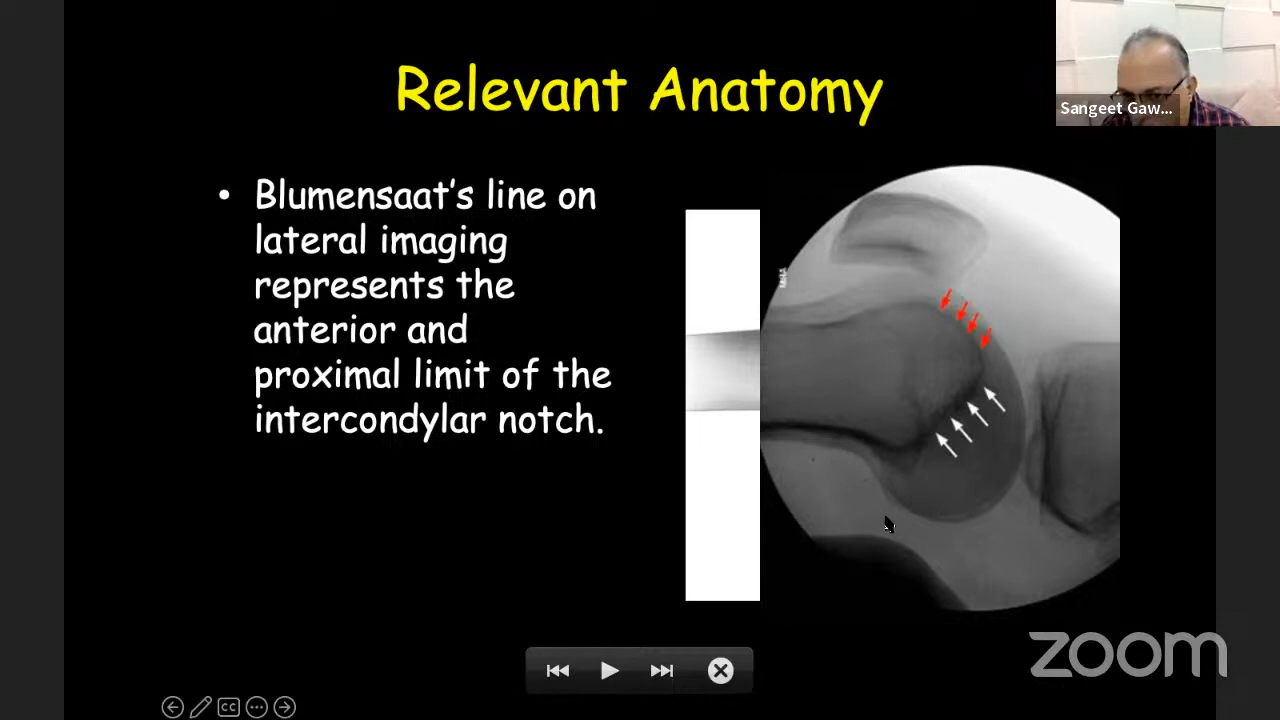 Relevant Anatomy
Sangeet Gaw...
• Blumensaat's line on
lateral imaging
represents the
anterior and
proximal limit of the
intercondylar notch.
zoom
CC